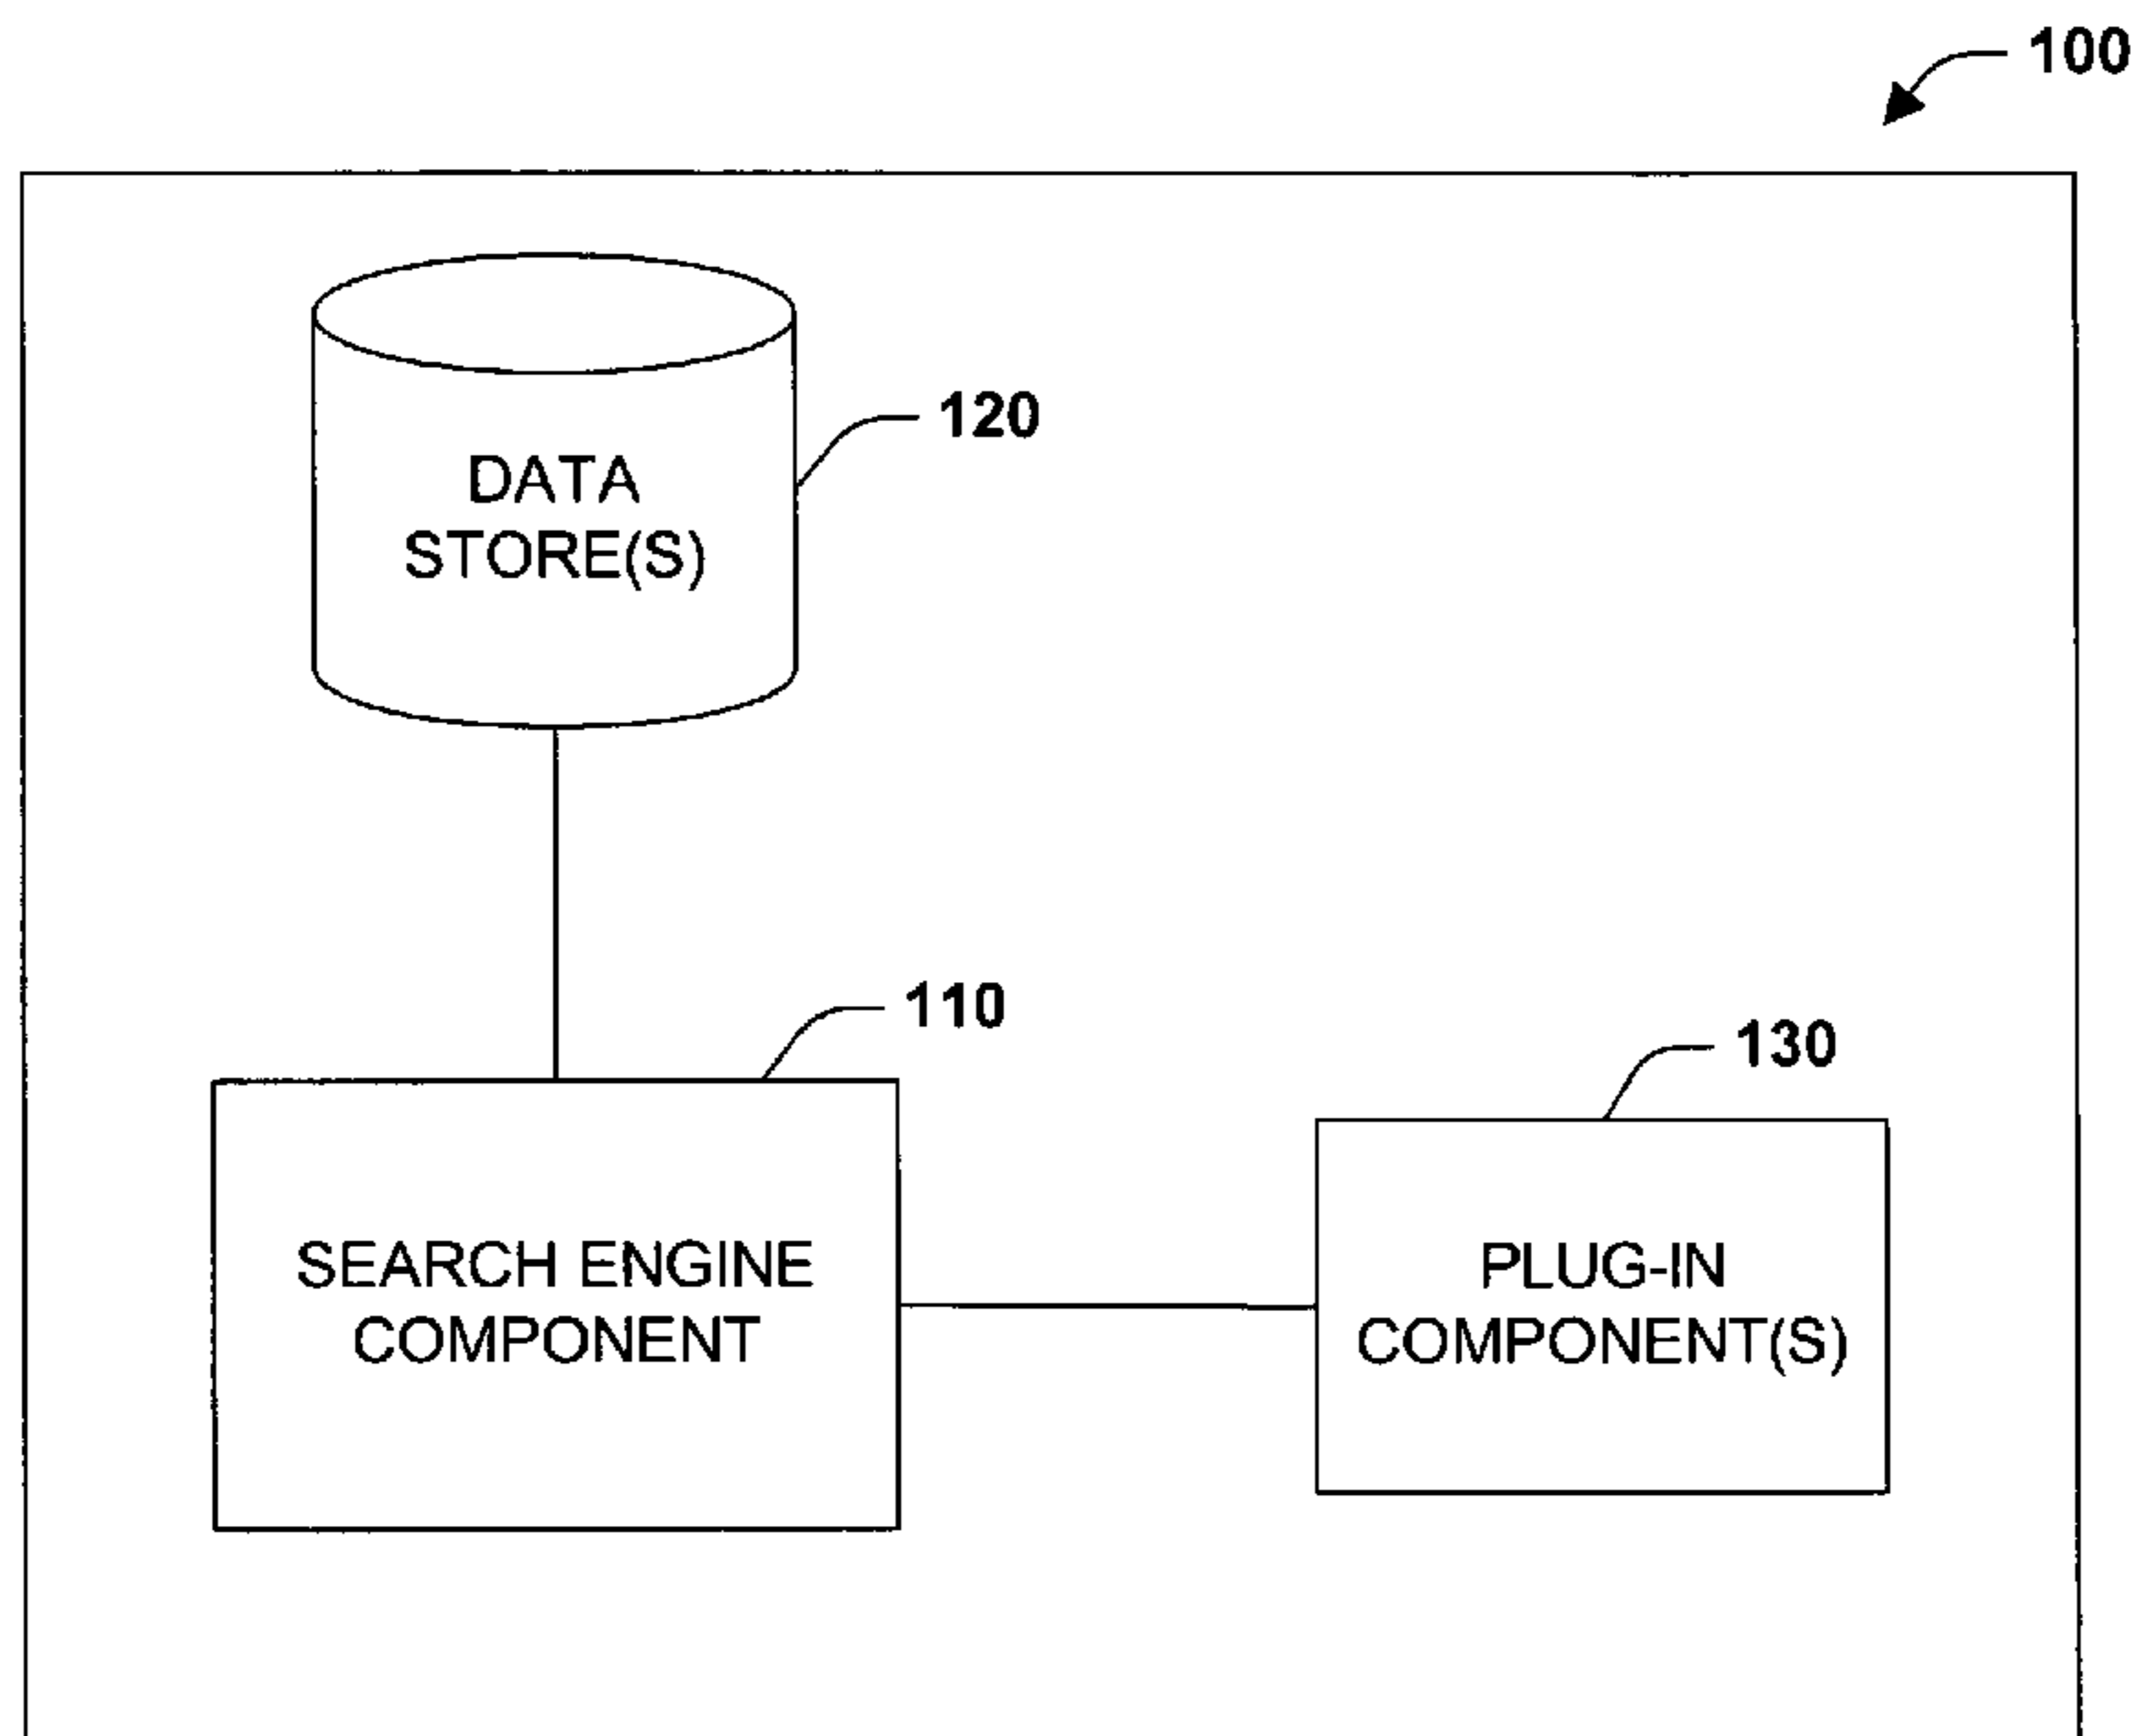 100
120
DATA
STORE(S)
110
130
SEARCH ENGINE
COMPONENT
PLUG-IN
COMPONENT(S)